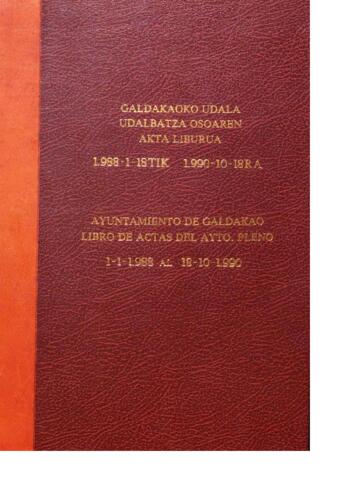 GALDAKAOKO UDALA
UDALBATZA OSOAREN
AKTA LIBURUA
1.988-1-1STIK 1.990-10-18RA
AYUNTAMIENTO DE GALDAKAO
LIBRO DE ACTAS DEL AYTO. PLENO
1-1-1.988 AL 18-10-1.990